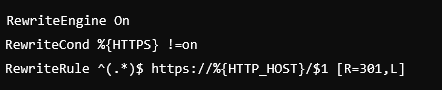 RewriteEngine On
RewriteCond %{HTTPS} !=on
RewriteRule ^(.*)$ https://%{HTTP_HOST}/$1 [R=301,L]